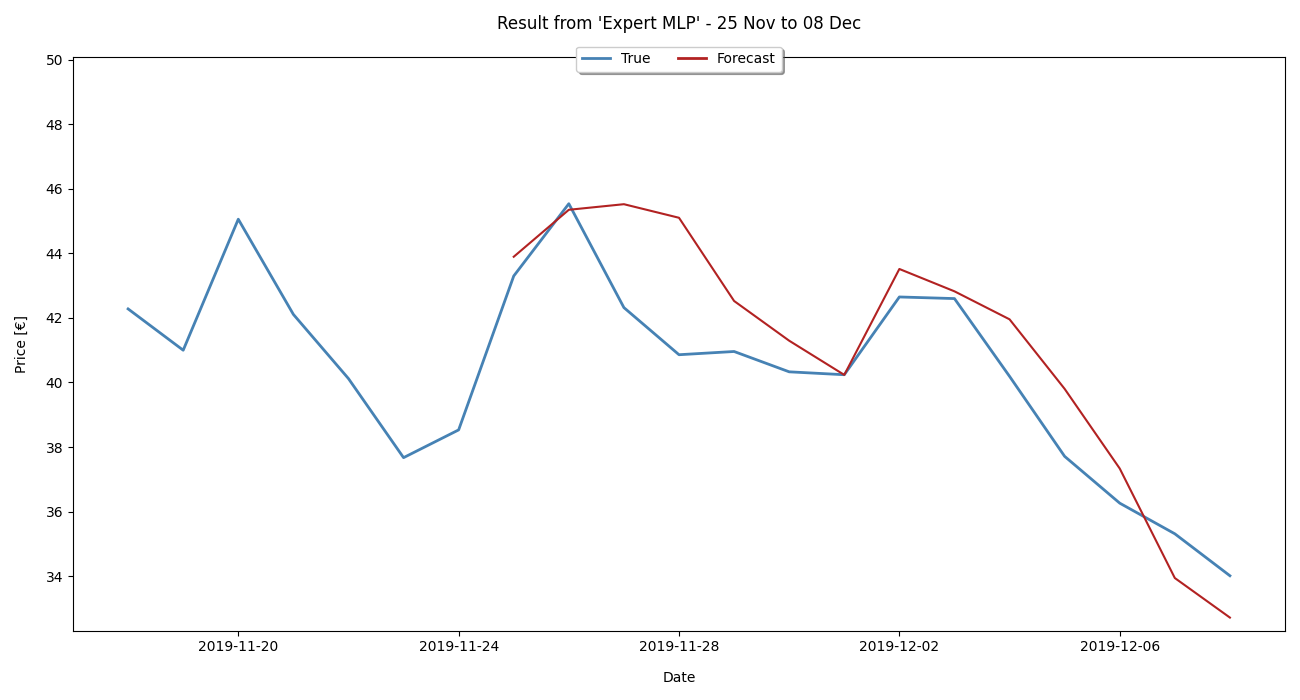 Result from 'Expert MLP' - 25 Nov to 08 Dec
True Forecast
50
48
46
44
42
40
38
36
34
Price [€]
2019-11-20 2019-11-24 2019-11-28 2019-12-02 2019-12-06
Date